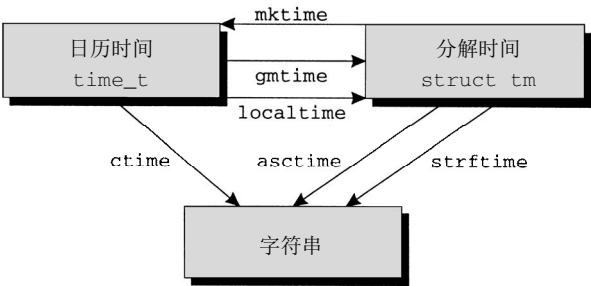 mktime
日历时间
time_t
gmtime
localtime
分解时间
struct tm
ctime
asctime
strftime
字符串